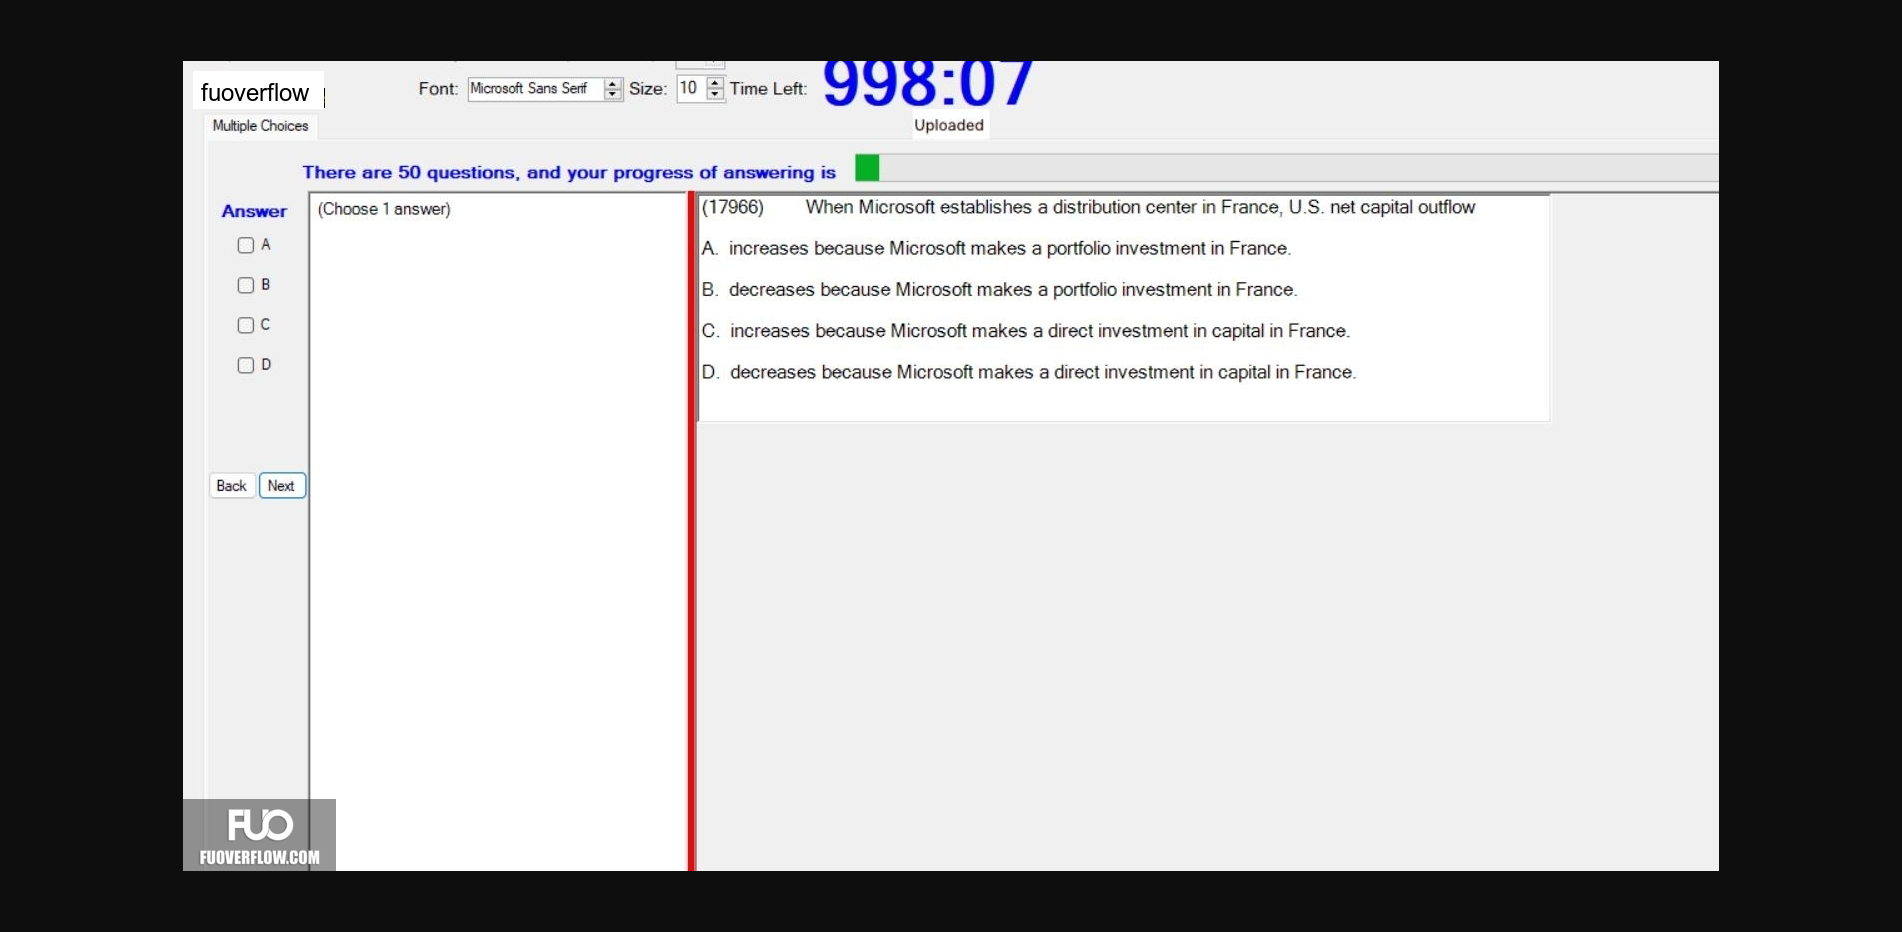 998:07
fuoverflow
Font: Microsoft Sans Serif Size: 10 Time Left:
Multiple Choices
Uploaded
There are 50 questions, and your progress of answering is
Answer
(Choose 1 answer)
A
B
C
D
Back Next
(17966) When Microsoft establishes a distribution center in France, U.S. net capital outflow
A. increases because Microsoft makes a portfolio investment in France.
B. decreases because Microsoft makes a portfolio investment in France.
C. increases because Microsoft makes a direct investment in capital in France.
D. decreases because Microsoft makes a direct investment in capital in France.
FUO
FUOVERFLOW.COM